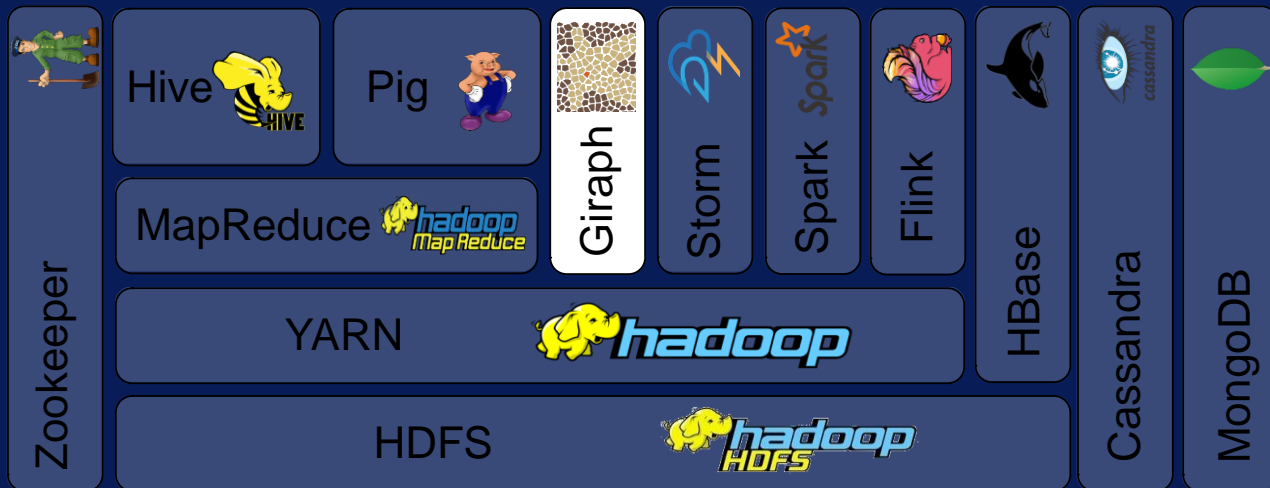 Zookeeper
Hive
HIVE
Pig
Giraph
Storm
Spark
Spark
Flink
HBase
cassandra
Cassandra
MongoDB
MapReduce
hadoop
Map Reduce
YARN
hadoop
HDFS
hadoop
HDFS